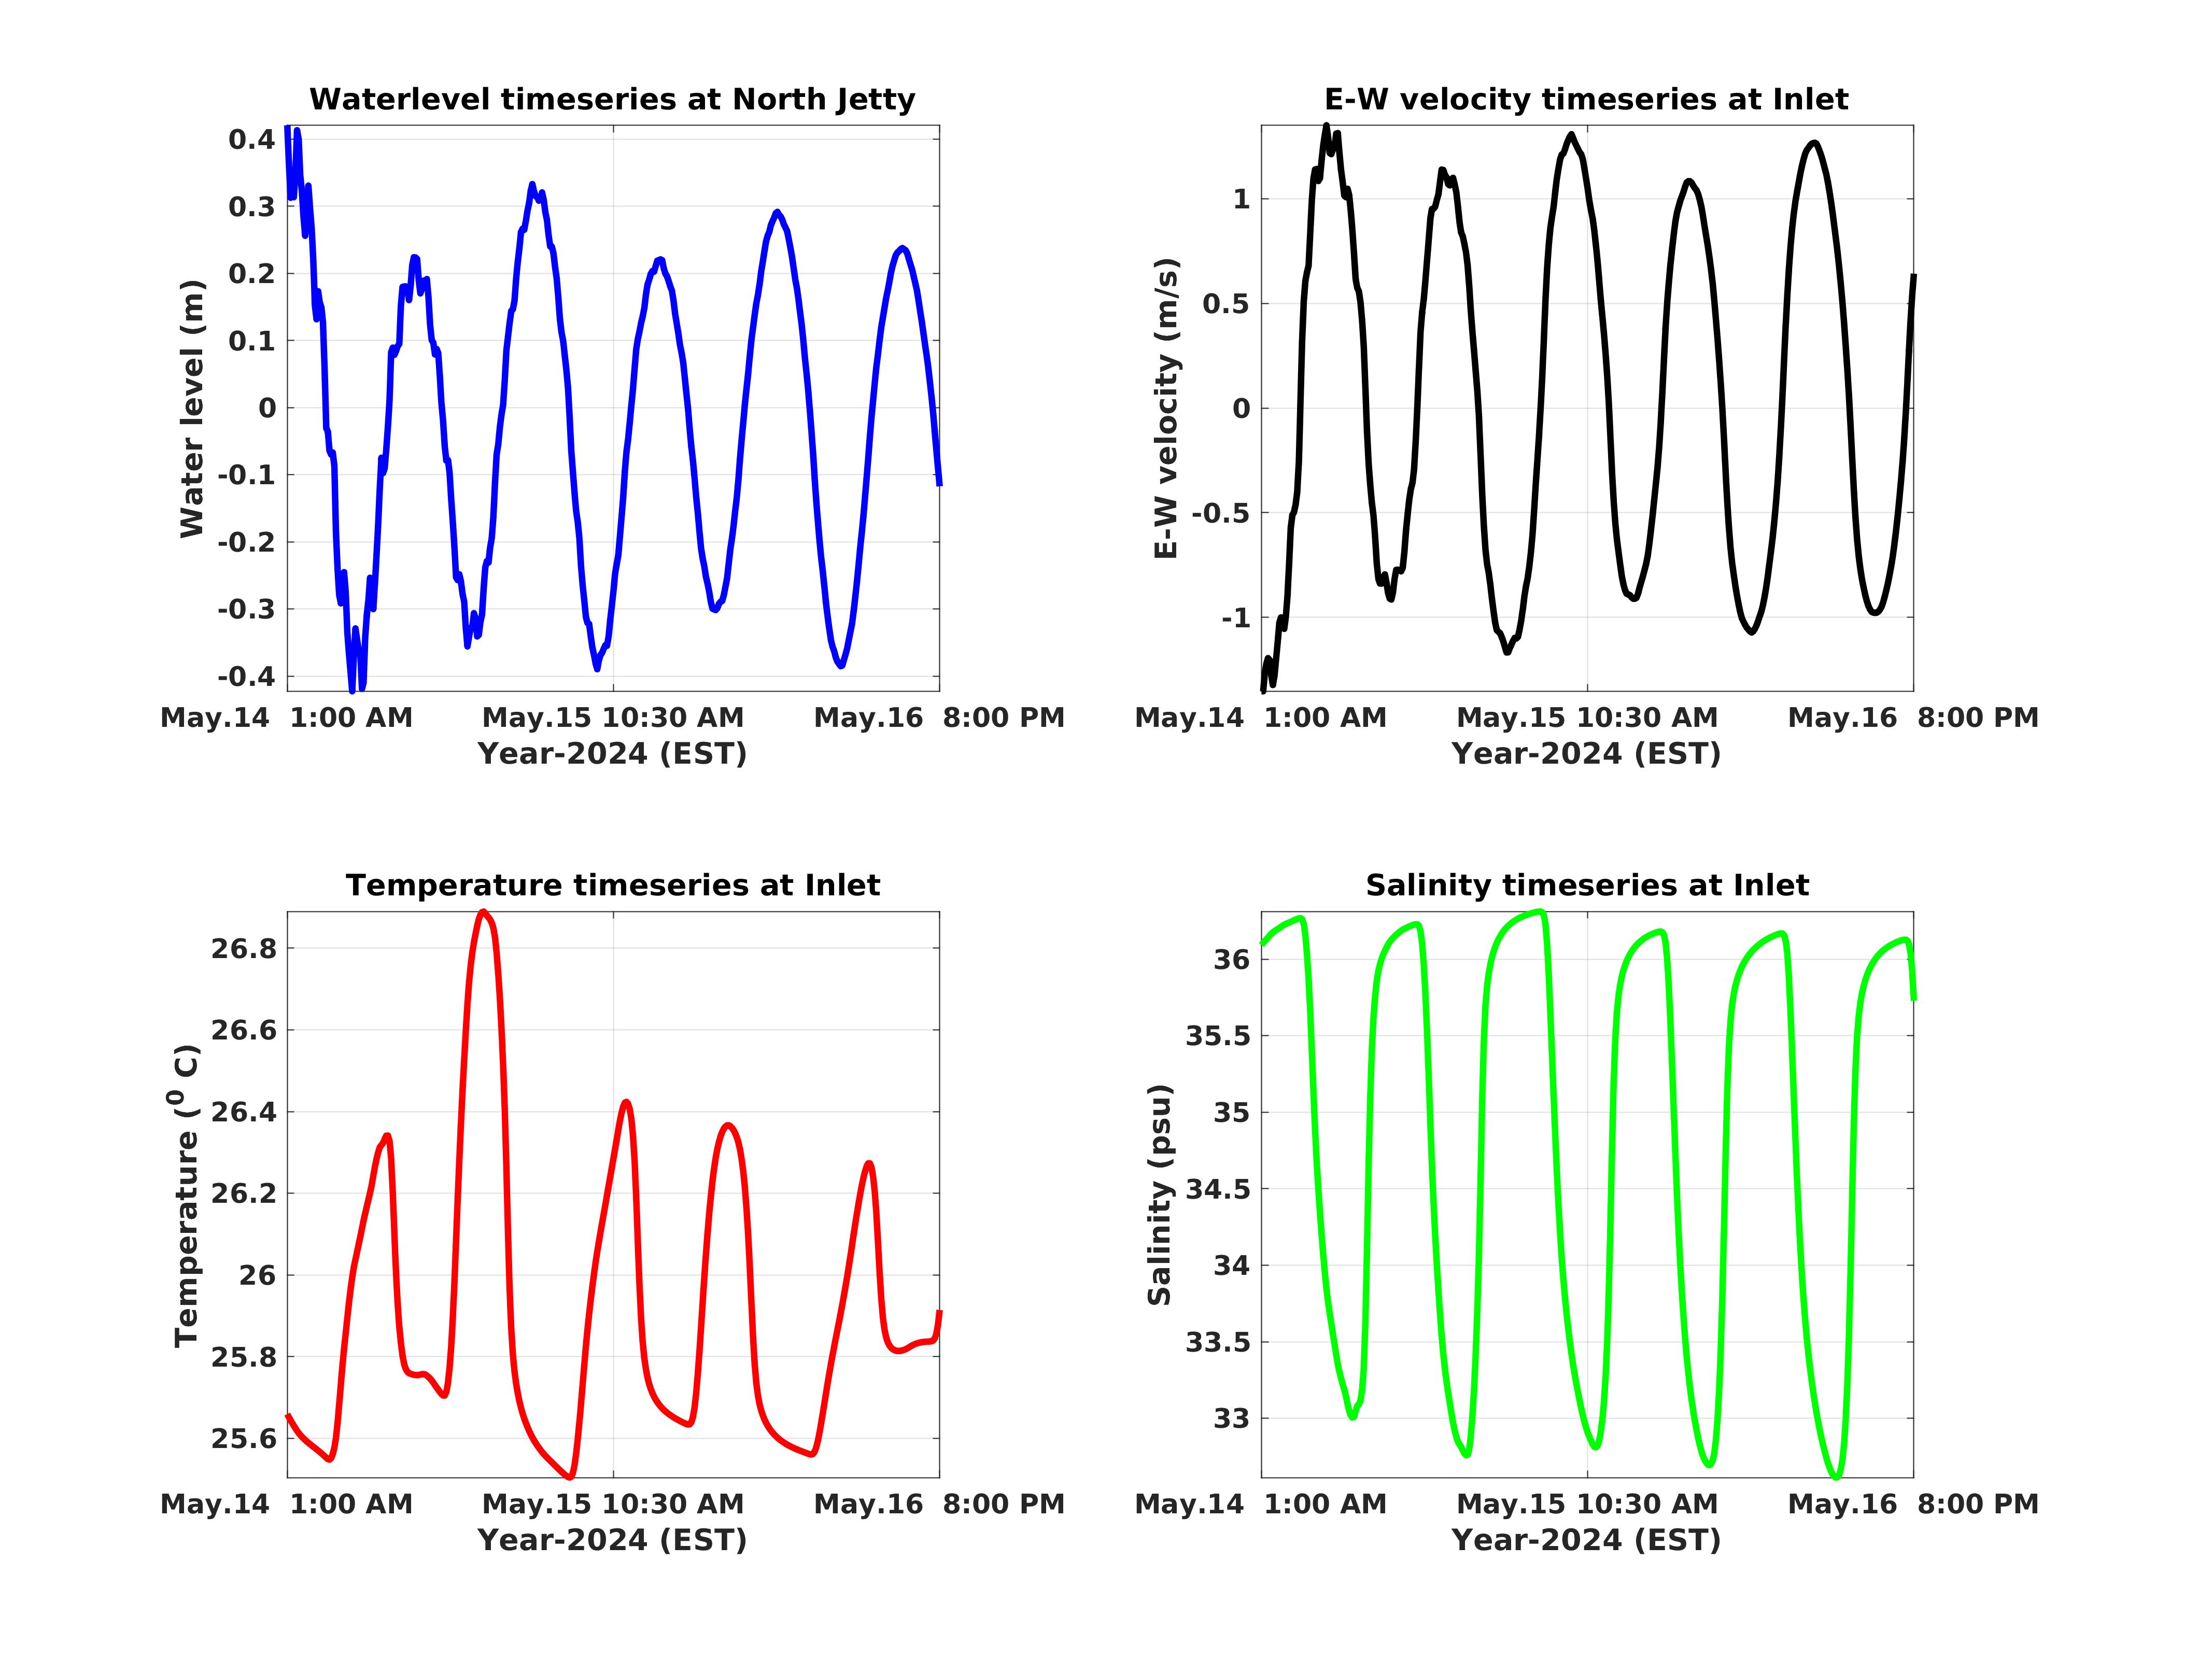 Waterlevel timeseries at North Jetty
0.4
0.3
0.2
0.1
0
-0.1
-0.2
-0.3
-0.4
Water level (m)
May.14 1:00 AM
May.15 10:30 AM
May.16 8:00 PM
Year-2024 (EST)
E-W velocity timeseries at Inlet
1
0.5
0
-0.5
-1
E-W velocity (m/s)
May.14 1:00 AM
May.15 10:30 AM
May.16 8:00 PM
Year-2024 (EST)
Temperature timeseries at Inlet
26.8
26.6
26.4
26.2
26
25.8
25.6
Temperature (⁰ C)
May.14 1:00 AM
May.15 10:30 AM
May.16 8:00 PM
Year-2024 (EST)
Salinity timeseries at Inlet
36
35.5
35
34.5
34
33.5
33
Salinity (psu)
May.14 1:00 AM
May.15 10:30 AM
May.16 8:00 PM
Year-2024 (EST)